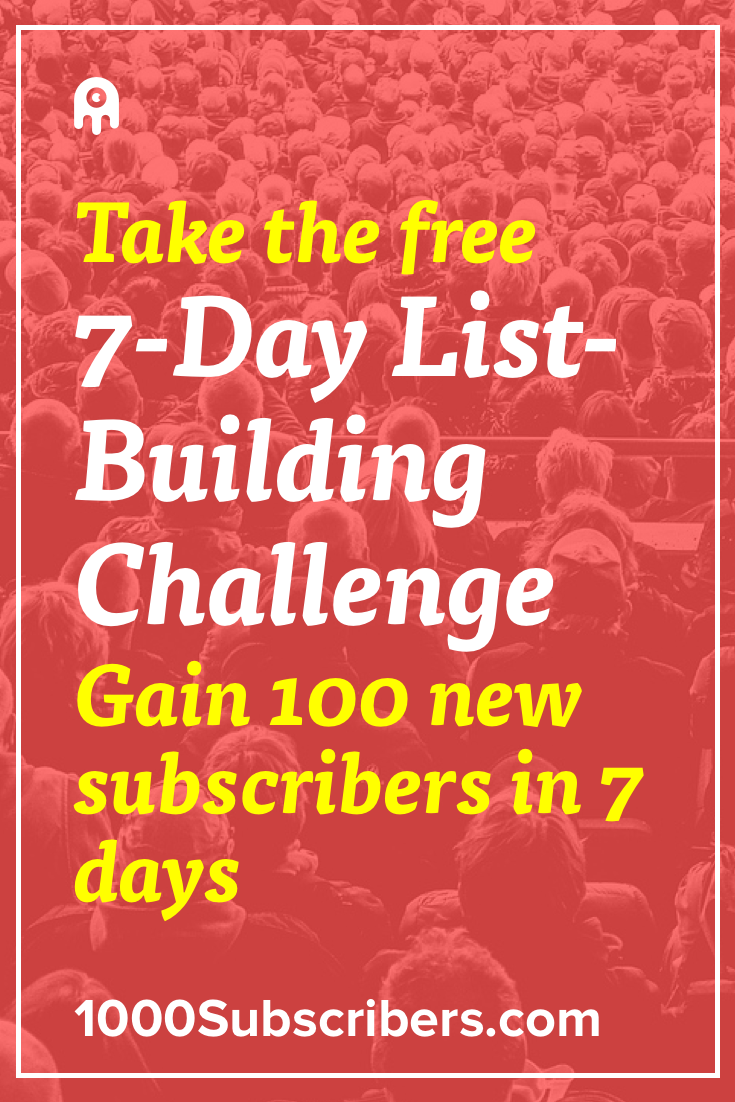 Take the free
7-Day List-
Building
Challenge
Gain 100 new
subscribers in 7
days
1000Subscribers.com